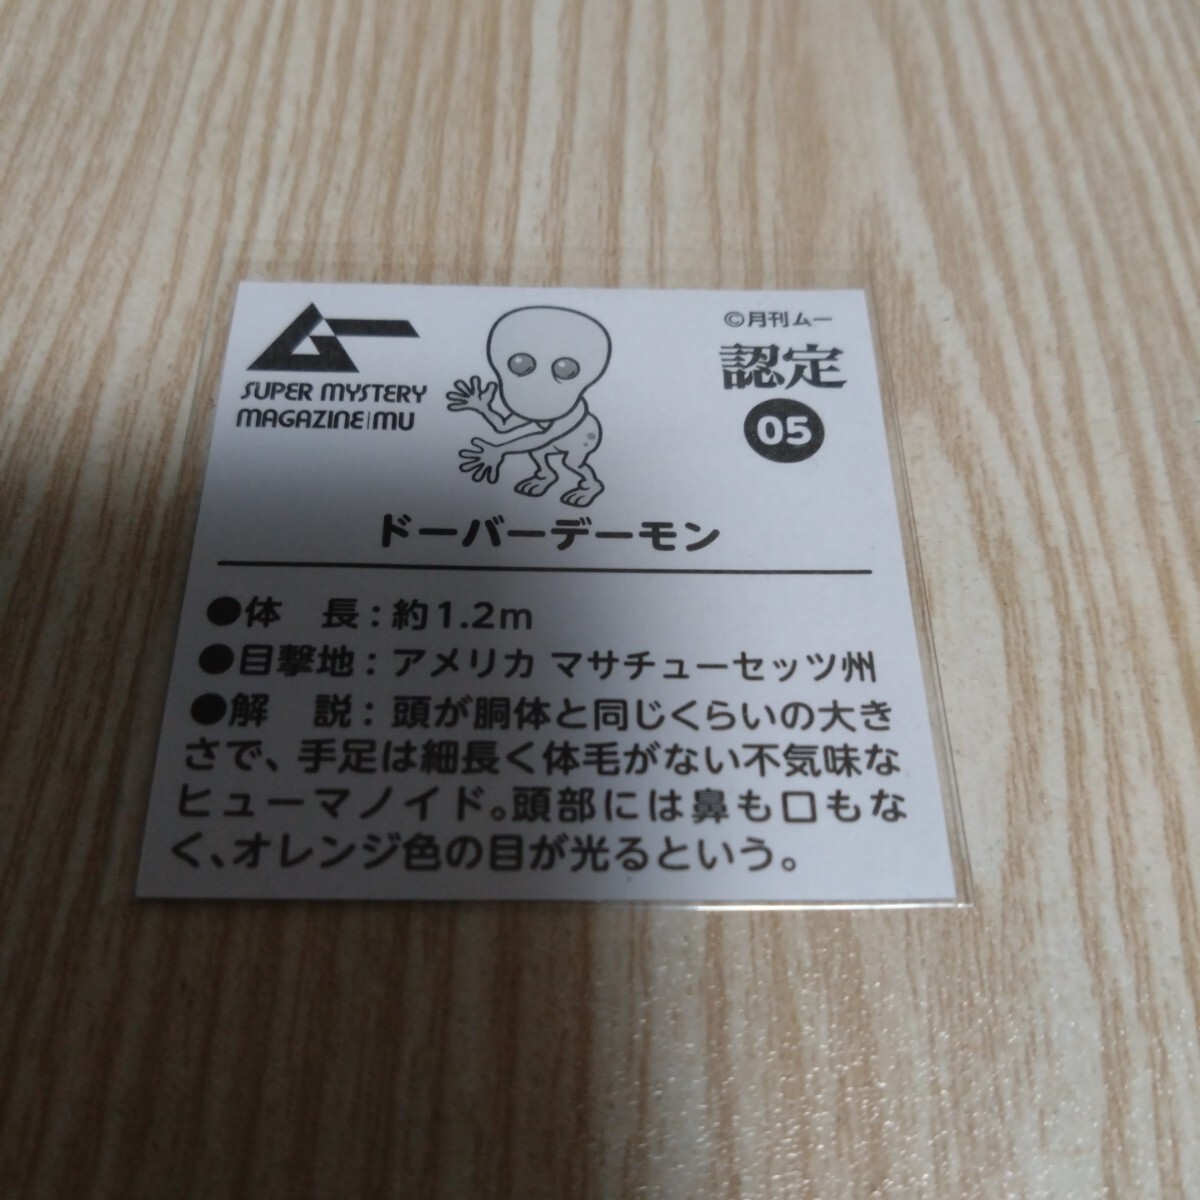 ムー
SUPER MYSTERY
MAGAZINE|MU
©月刊ムー
認定
05
ドーバーデーモン
●体　長：約1.2m
●目撃地：アメリカ マサチューセッツ州
●解　説：頭が胴体と同じくらいの大き
さで、手足は細長く体毛がない不気味な
ヒューマノイド。頭部には鼻も口もな
く、オレンジ色の目が光るという。